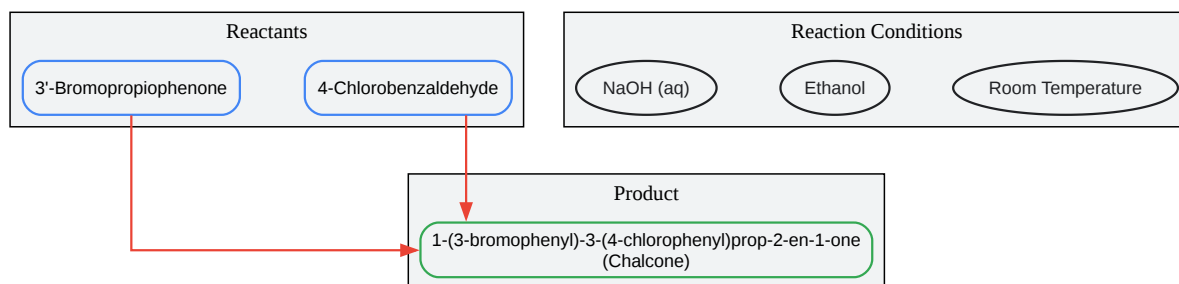 Reactants
3'-Bromopropiophenone
4-Chlorobenzaldehyde
Reaction Conditions
NaOH (aq)
Ethanol
Room Temperature
Product
1-(3-bromophenyl)-3-(4-chlorophenyl)prop-2-en-1-one
(Chalcone)